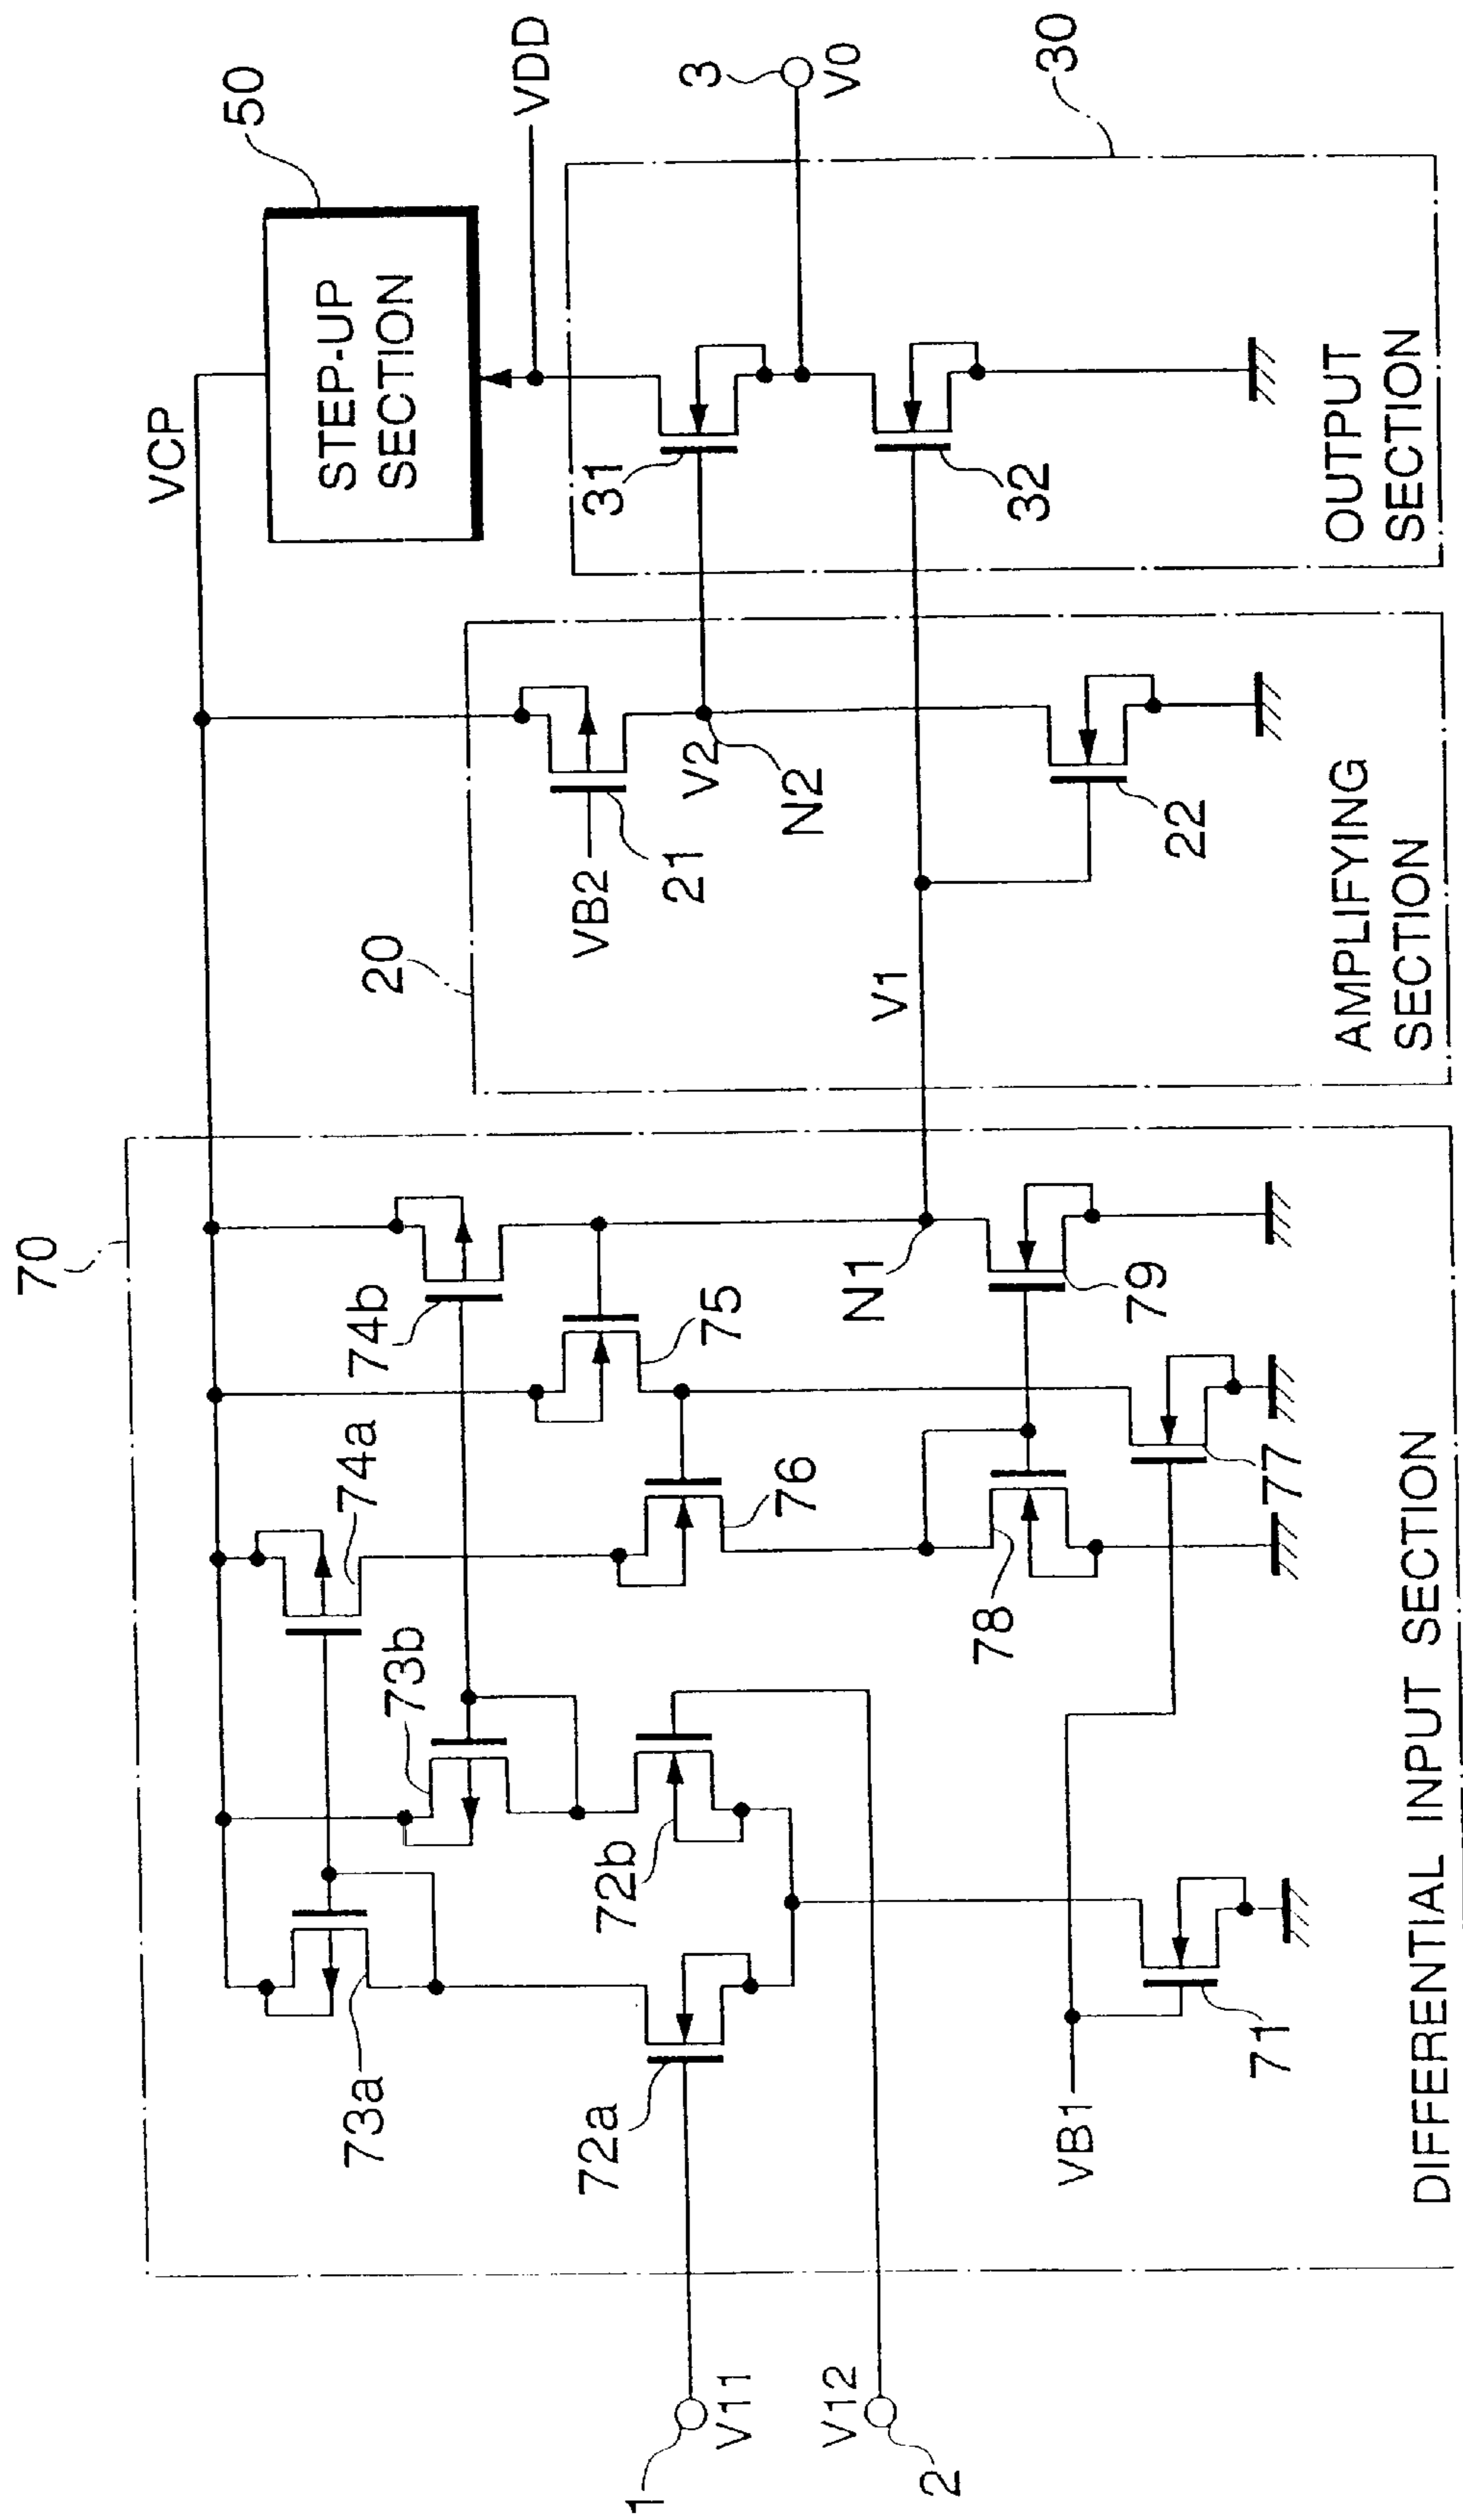 70
DIFFERENTIAL INPUT SECTION
1
V11
V12
2
73a
72a
73b
72b
74a
74b
75
76
77
78
79
71
VB1
N1
V1
20
AMPLIFYING
SECTION
VB2
21
V2
N2
22
VCP
50
STEP-UP
SECTION
VDD
3
V0
30
31
32
OUTPUT
SECTION